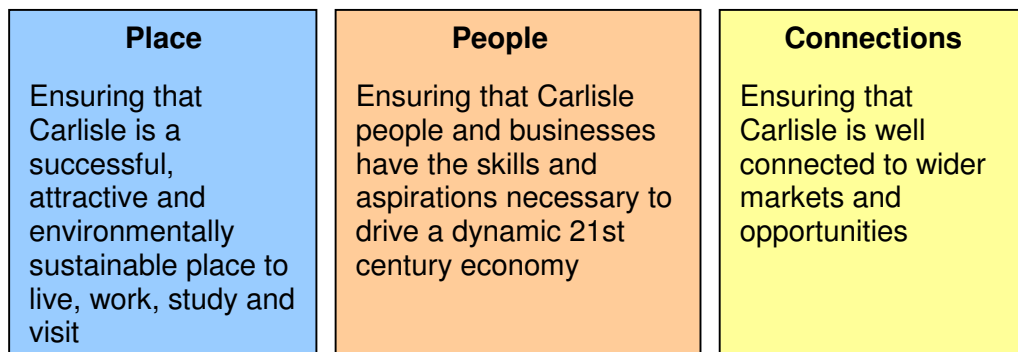 Place
Ensuring that
Carlisle is a
successful,
attractive and
environmentally
sustainable place to
live, work, study and
visit
People
Ensuring that Carlisle
people and businesses
have the skills and
aspirations necessary to
drive a dynamic 21st
century economy
Connections
Ensuring that
Carlisle is well
connected to wider
markets and
opportunities